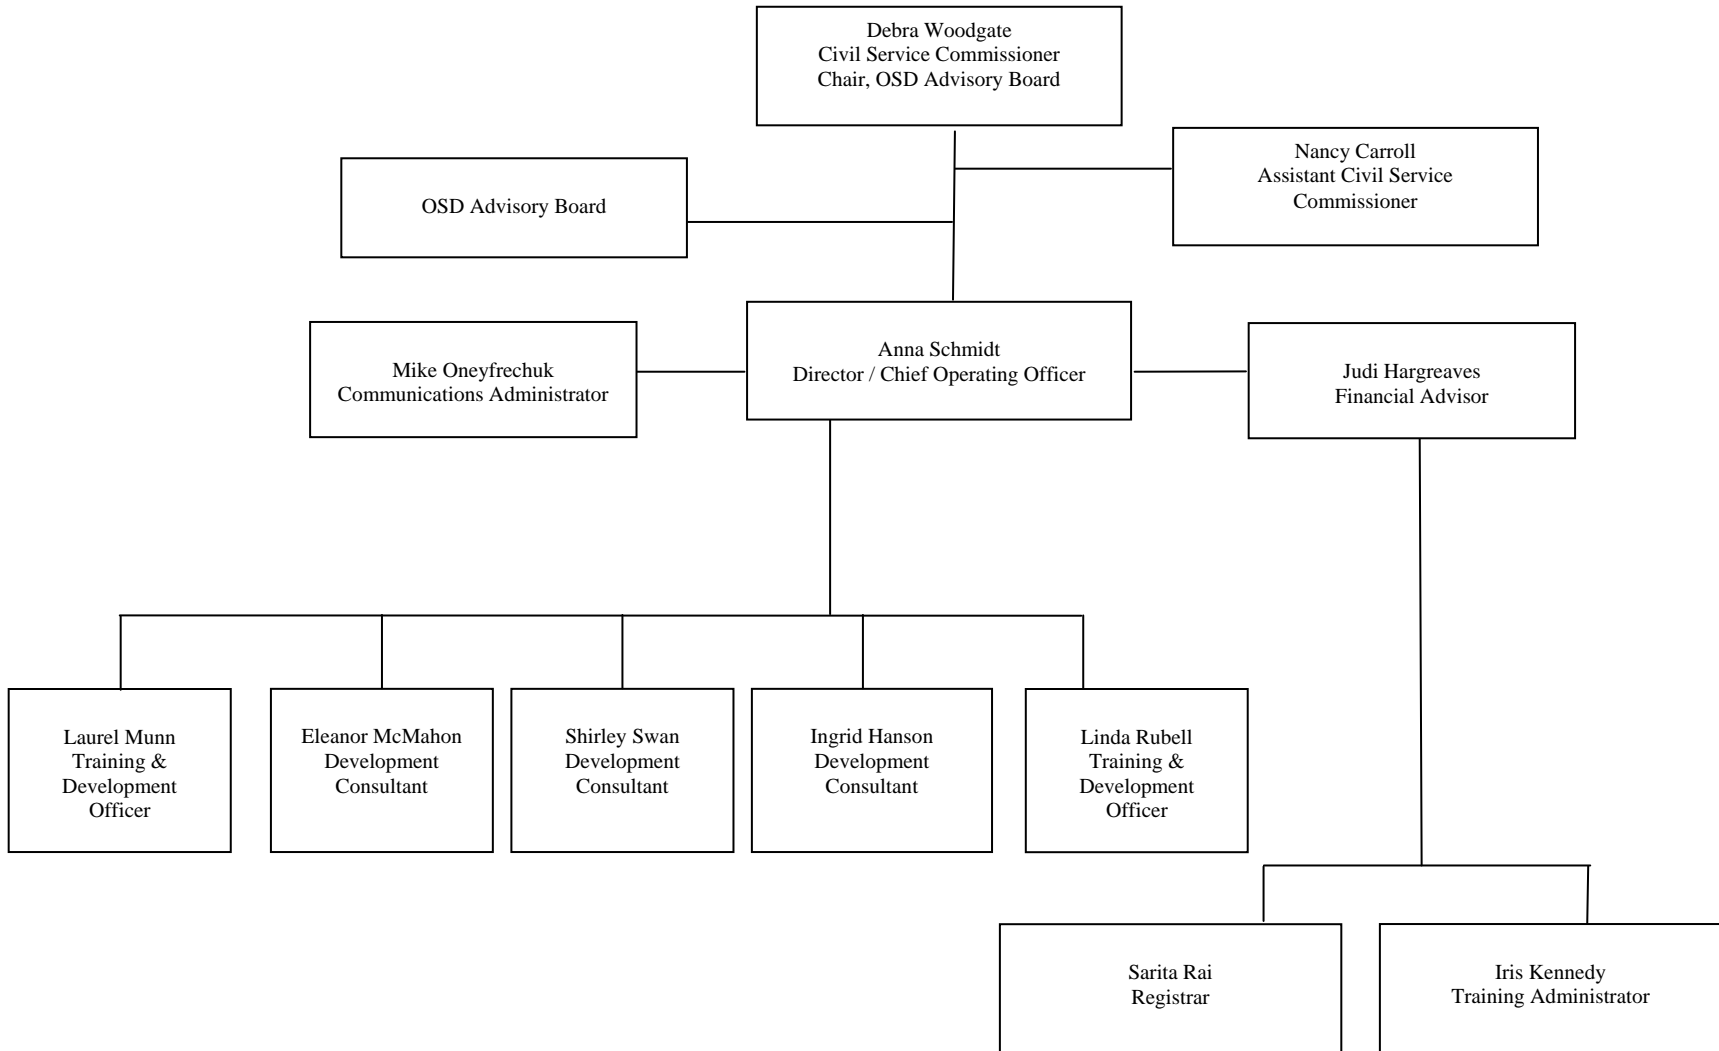 Debra Woodgate
Civil Service Commissioner
Chair, OSD Advisory Board
Nancy Carroll
Assistant Civil Service
Commissioner
OSD Advisory Board
Mike Oneyfrechuk
Communications Administrator
Anna Schmidt
Director / Chief Operating Officer
Judi Hargreaves
Financial Advisor
Laurel Munn
Training &
Development
Officer
Eleanor McMahon
Development
Consultant
Shirley Swan
Development
Consultant
Ingrid Hanson
Development
Consultant
Linda Rubell
Training &
Development
Officer
Sarita Rai
Registrar
Iris Kennedy
Training Administrator